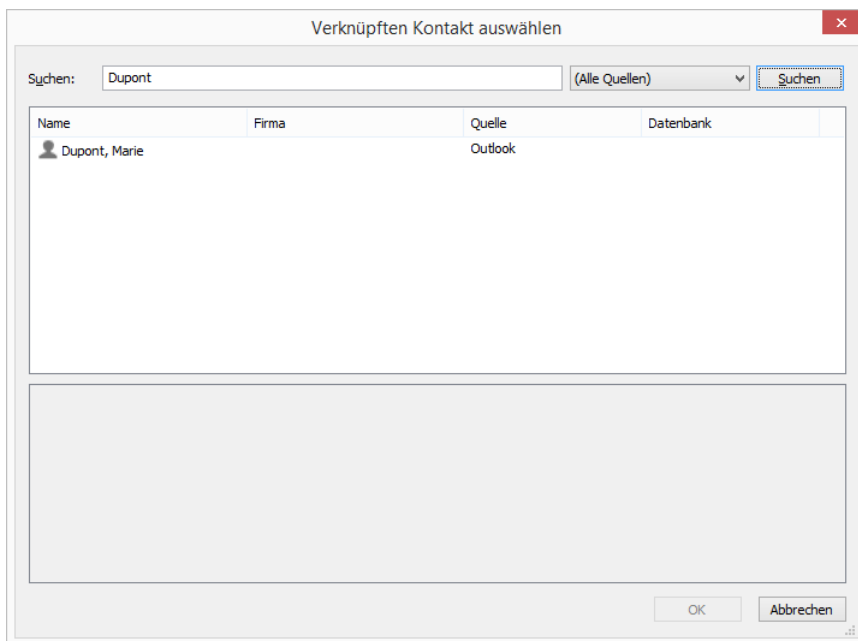 Verknüpften Kontakt auswählen
Suchen: Dupont (Alle Quellen) Suchen
Name Firma Quelle Datenbank
Dupont, Marie Outlook
OK Abbrechen